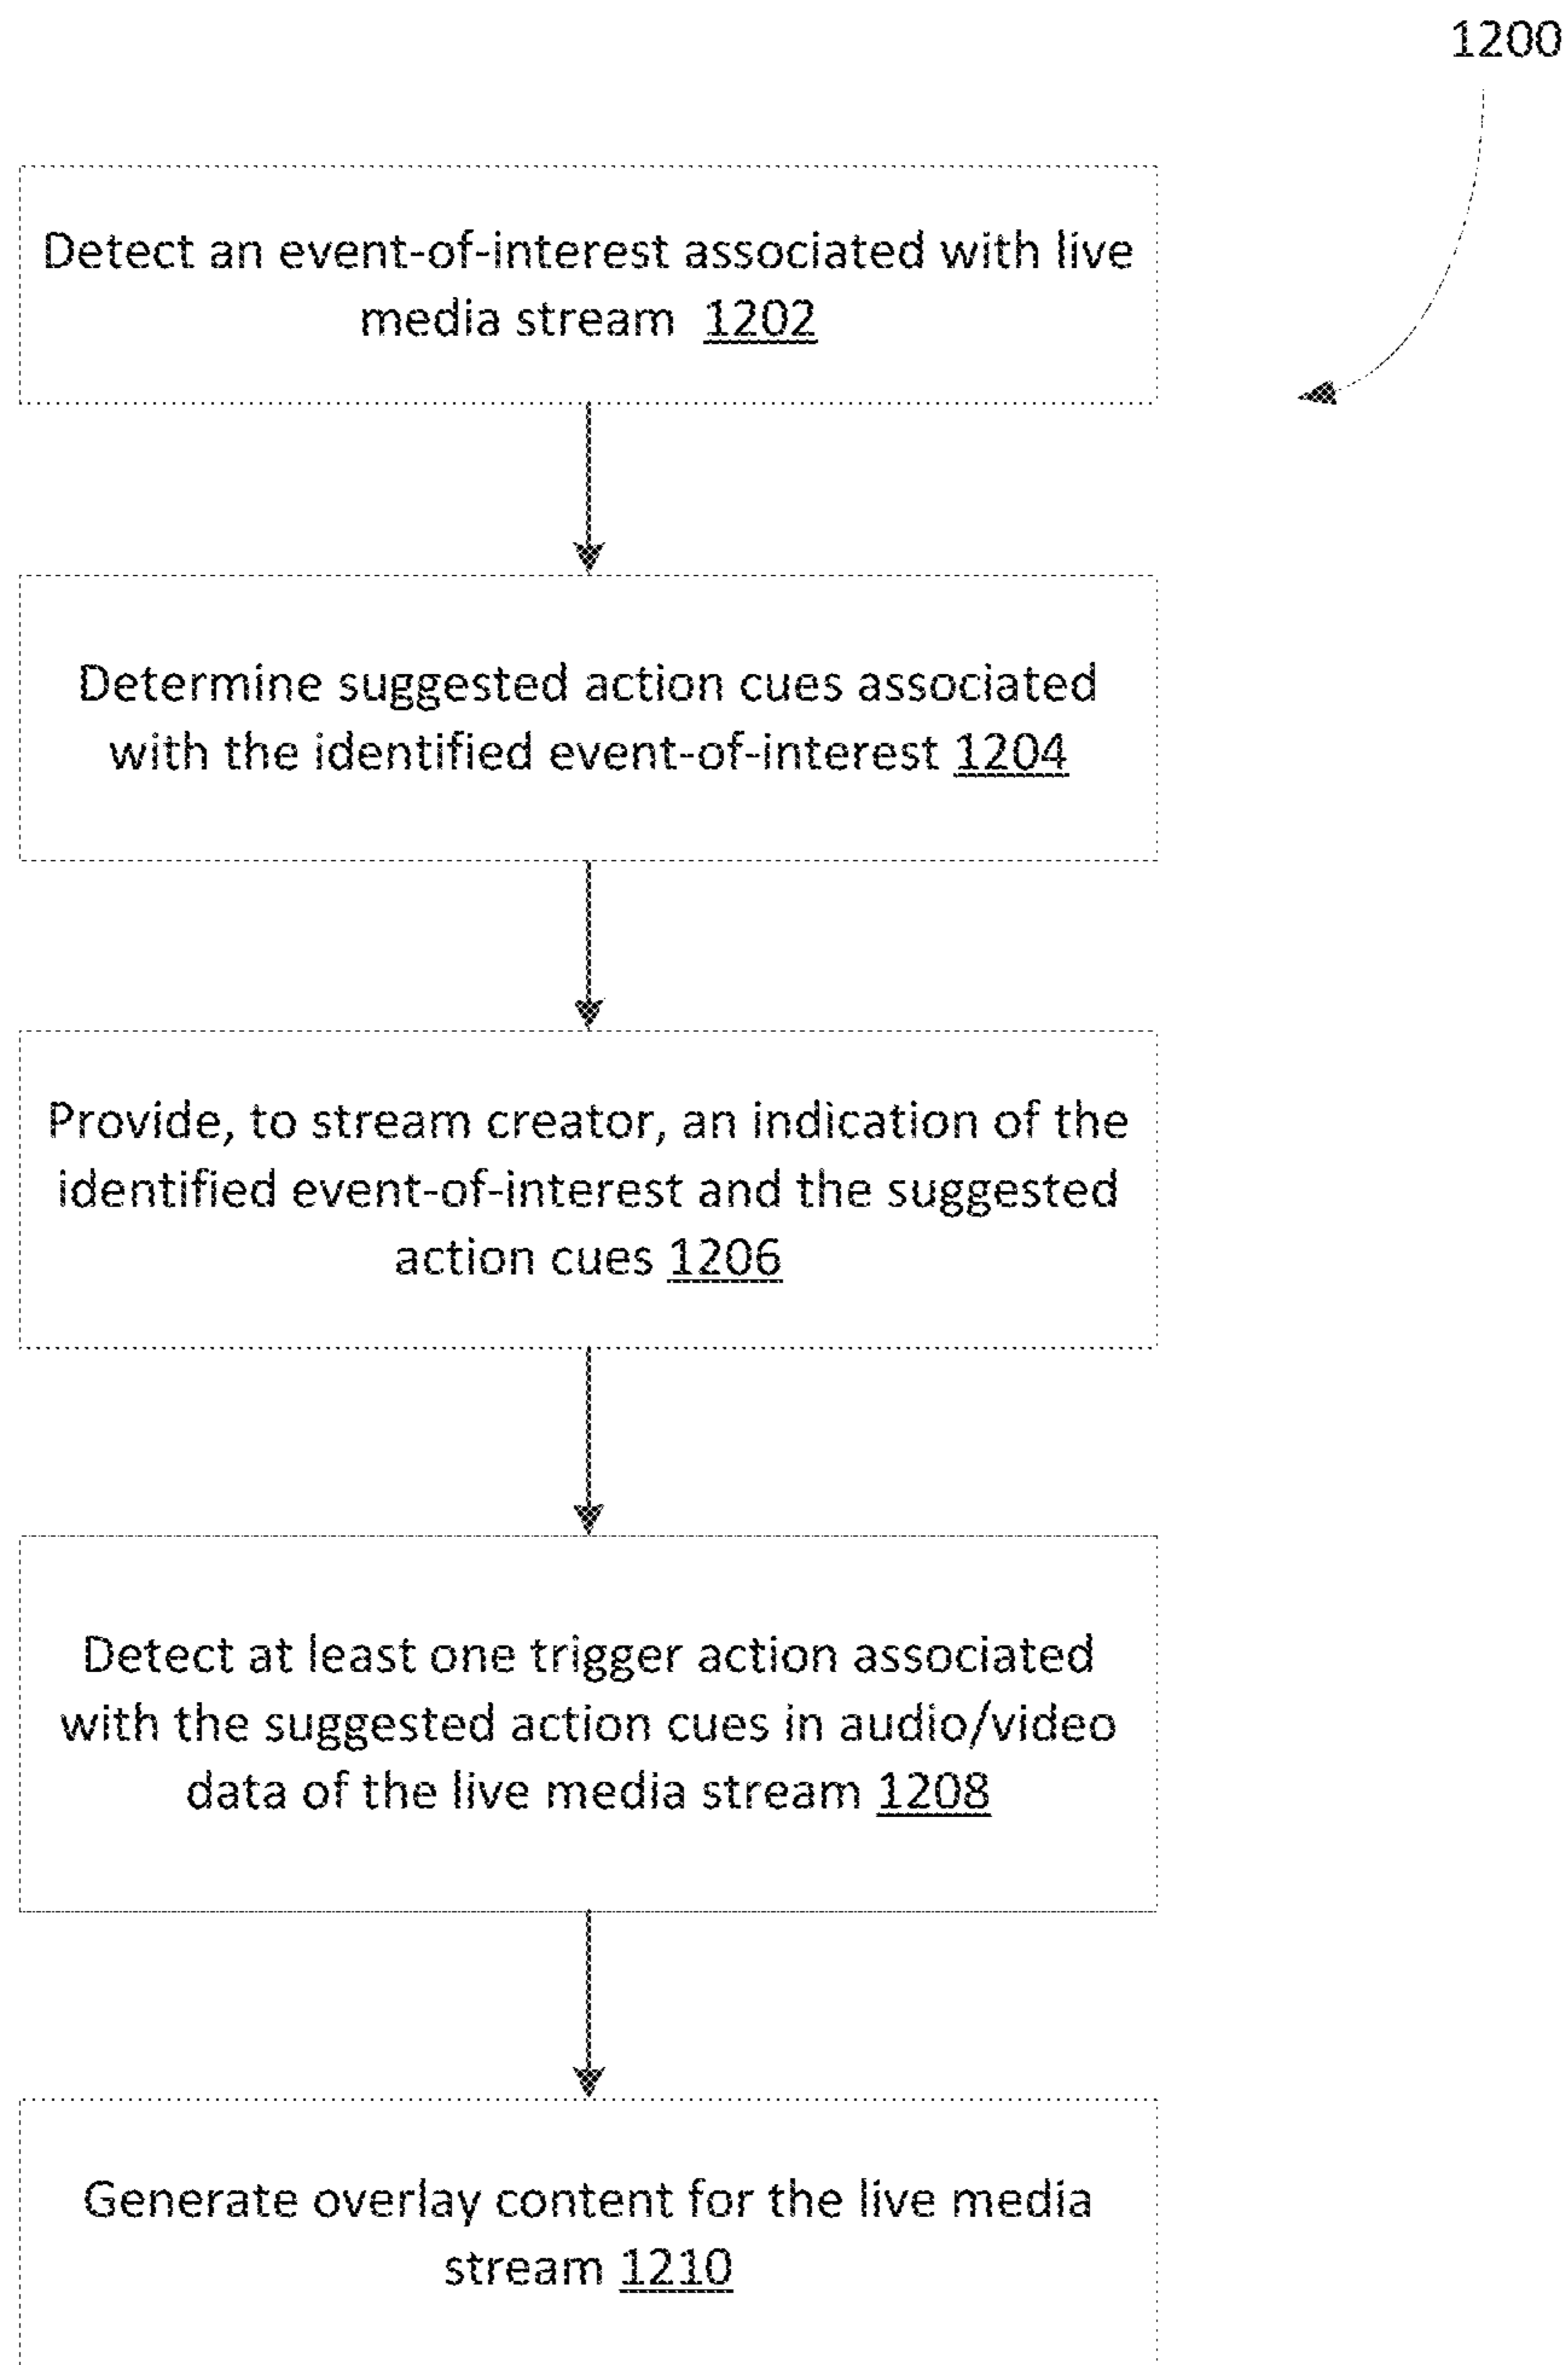 1200
Detect an event-of-interest associated with live
media stream 1202
Determine suggested action cues associated
with the identified event-of-interest 1204
Provide, to stream creator, an indication of the
identified event-of-interest and the suggested
action cues 1206
Detect at least one trigger action associated
with the suggested action cues in audio/video
data of the live media stream 1208
Generate overlay content for the live media
stream 1210